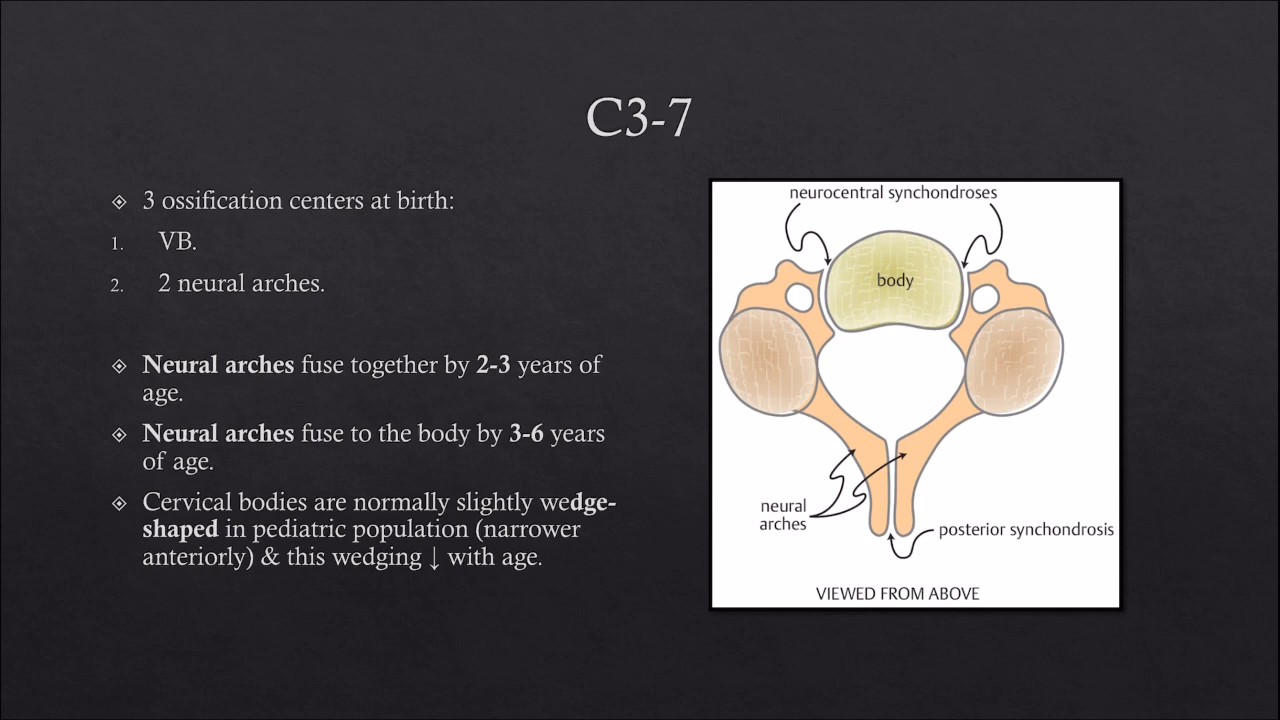 C3-7
3 ossification centers at birth:
1. VB.
2. 2 neural arches.
Neural arches fuse together by 2-3 years of
age.
Neural arches fuse to the body by 3-6 years
of age.
Cervical bodies are normally slightly wedge-
shaped in pediatric population (narrower
anteriorly) & this wedging ↓ with age.
neurocentral synchondroses
body
neural
arches
posterior synchondrosis
VIEWED FROM ABOVE